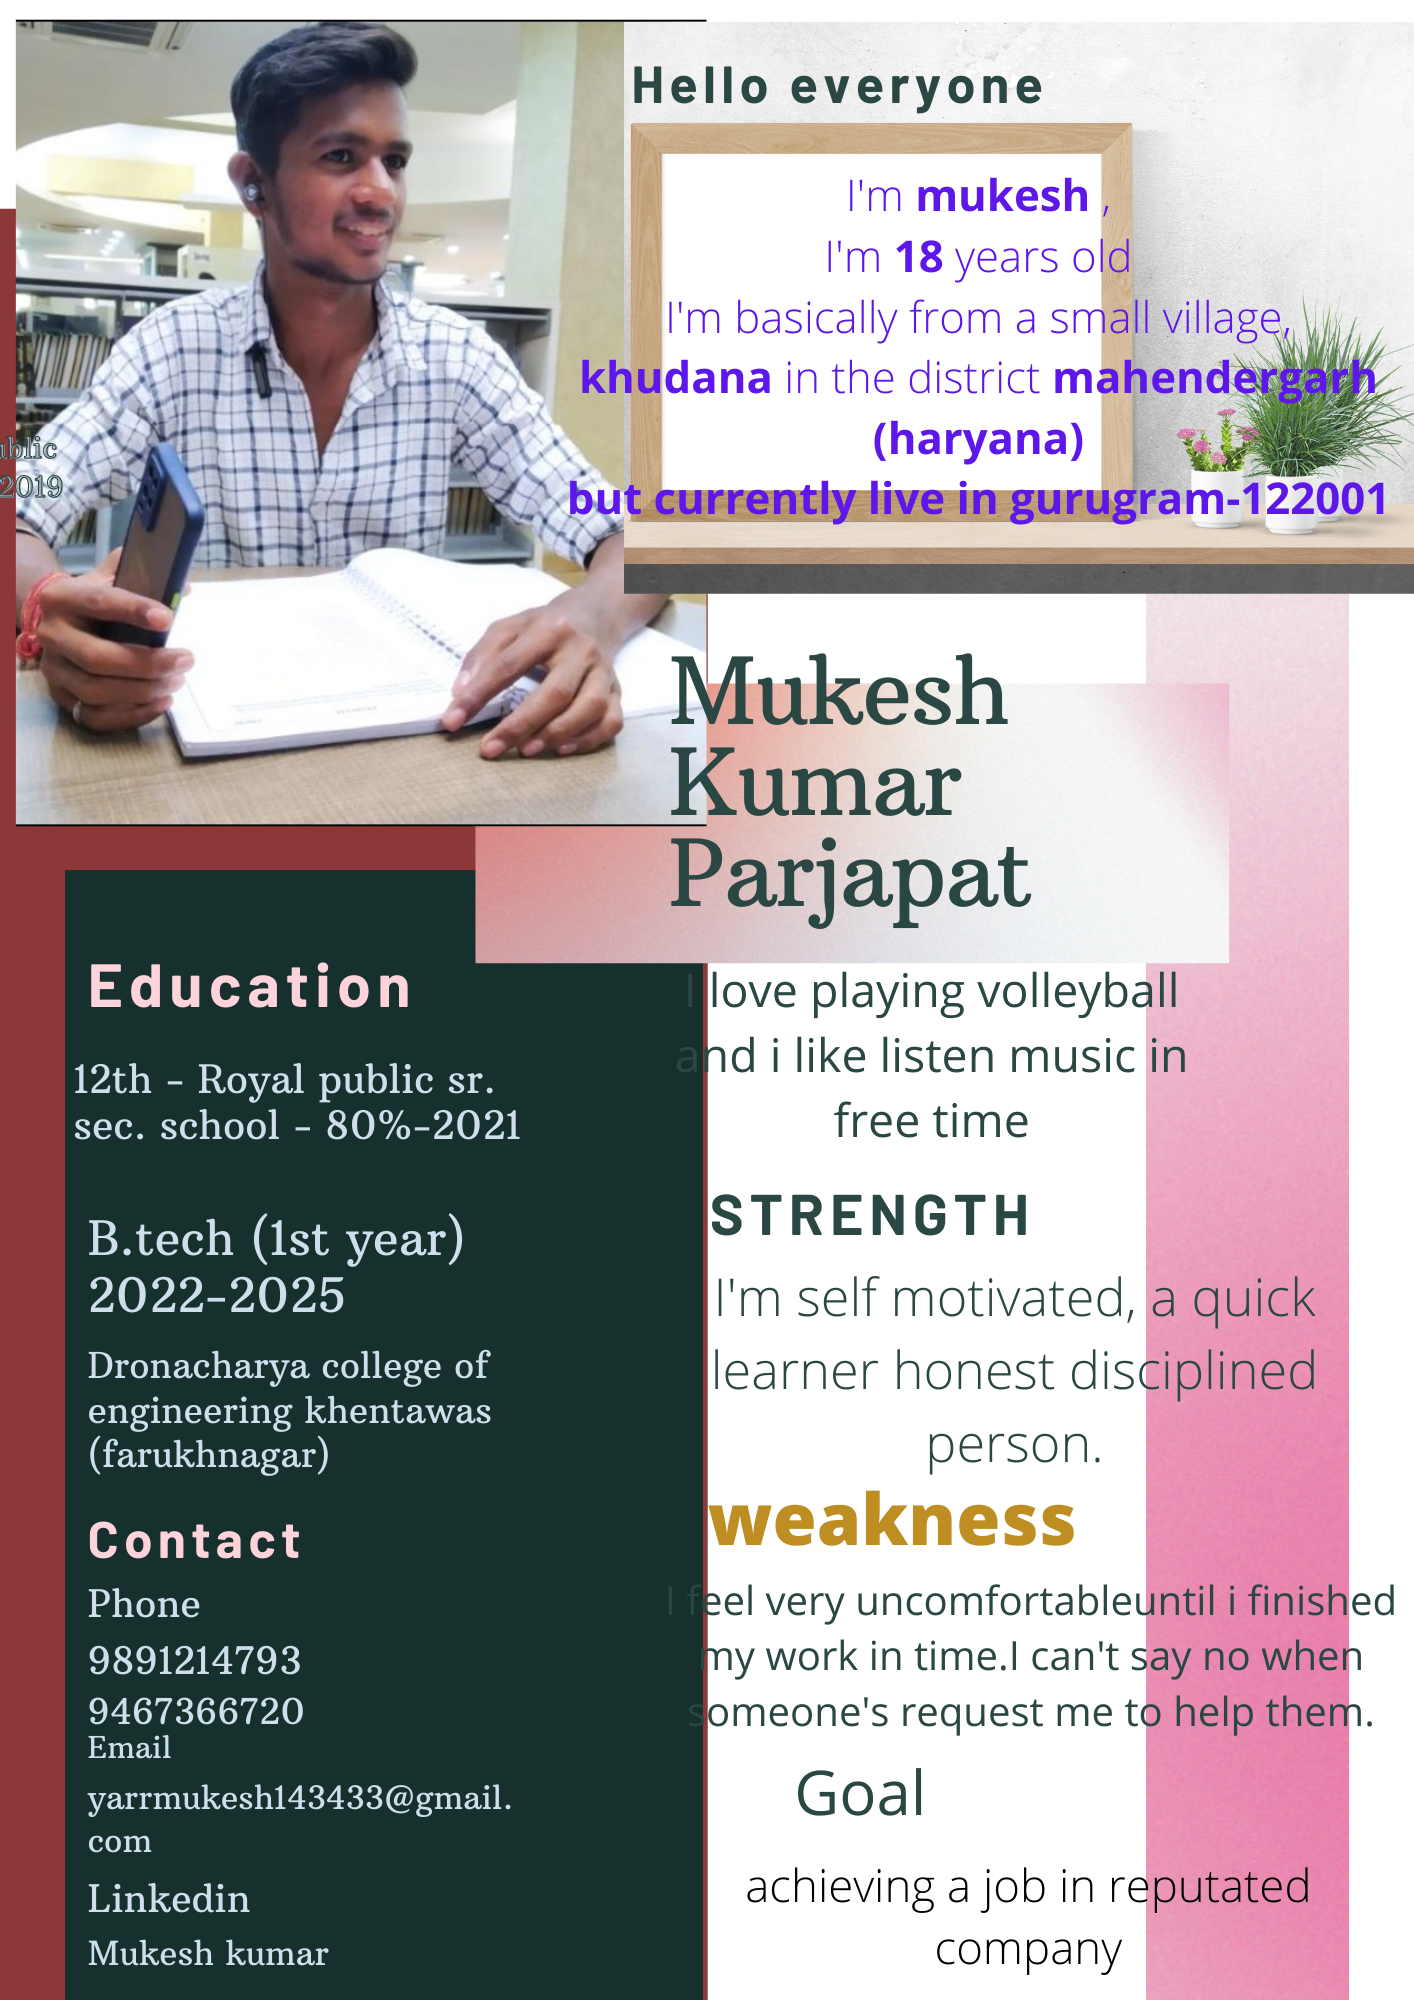 Hello everyone
I'm mukesh ,
I'm 18 years old
I'm basically from a small village,
khudana in the district mahendergarh
(haryana)
but currently live in gurugram-122001
ublic
2019
Mukesh
Kumar
Parjapat
Education
12th - Royal public sr.
sec. school - 80%-2021
B.tech (1st year)
2022-2025
Dronacharya college of
engineering khentawas
(farukhnagar)
Contact
Phone
9891214793
9467366720
Email
yarrmukesh143433@gmail.
com
Linkedin
Mukesh kumar
I love playing volleyball
and i like listen music in
free time
STRENGTH
I'm self motivated, a quick
learner honest disciplined
person.
weakness
I feel very uncomfortableuntil i finished
my work in time.I can't say no when
someone's request me to help them.
Goal
achieving a job in reputated
company